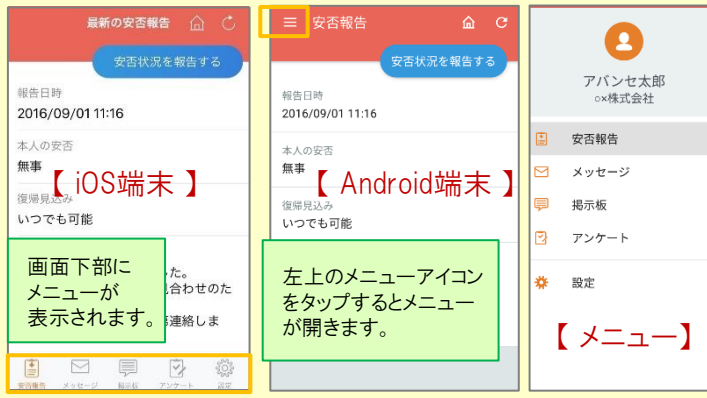 最新の安否報告
安否状況を報告する
報告日時
2016/09/01 11:16
本人の安否
無事
【 iOS端末 】
復帰見込み
いつでも可能
した。
合わせのた
連絡しま
画面下部に
メニューが
表示されます。
安否報告
メッセージ
掲示板
アンケート
設定
安否報告
安否状況を報告する
報告日時
2016/09/01 11:16
本人の安否
無事
【 Android端末 】
復帰見込み
いつでも可能
左上のメニューアイコン
をタップするとメニュー
が開きます。
アバンセ太郎
○×株式会社
安否報告
メッセージ
掲示板
アンケート
設定
【 メニュー】